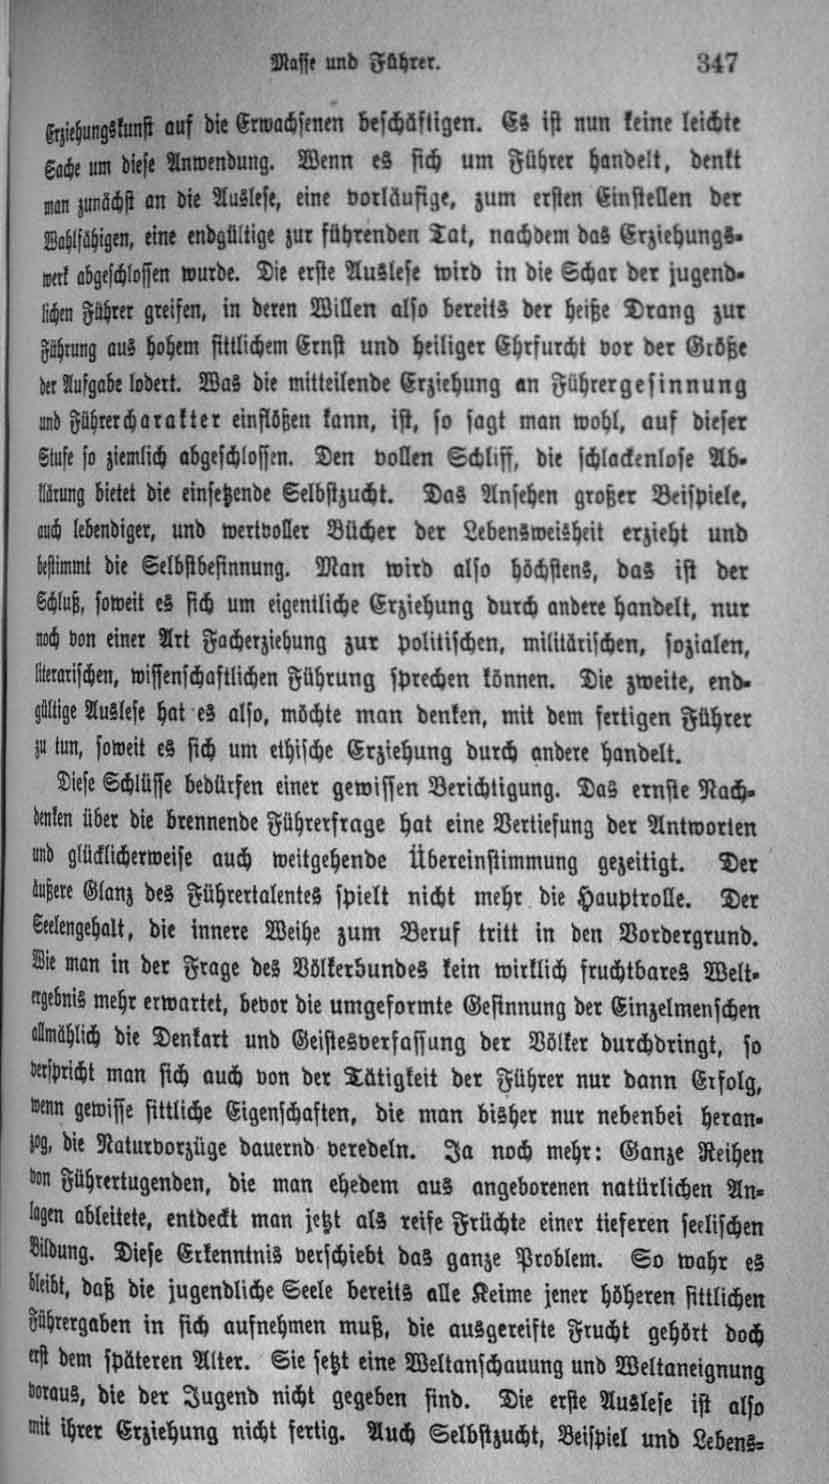 Masse und Führer. 347
Erziehungskunst auf die Erwachsenen beschäftigen. Es ist nun keine leichte
Sache um diese Anwendung. Wenn es sich um Führer handelt, denkt
man zunächst an die Auslese, eine vorläufige, zum ersten Einstellen der
Wahlfähigen, eine endgültige zur führenden Tat, nachdem das Erziehungs-
werk abgeschlossen wurde. Die erste Auslese wird in die Schar der jugend-
lichen Führer greifen, in deren Willen also bereits der heiße Drang zur
Führung aus hohem sittlichem Ernst und heiliger Ehrfurcht vor der Größe
der Aufgabe lodert. Was die mitteilende Erziehung an Führergesinnung
und Führercharakter einflößen kann, ist, so sagt man wohl, auf dieser
Stufe so ziemlich abgeschlossen. Den vollen Schliff, die schlackenlose Ab-
klärung bietet die einsetzende Selbstzucht. Das Ansehen großer Beispiele,
auch lebendiger, und wertvoller Bücher der Lebensweisheit erzieht und
bestimmt die Selbstbesinnung. Man wird also höchstens, das ist der
Schluß, soweit es sich um eigentliche Erziehung durch andere handelt, nur
noch von einer Art Facherziehung zur politischen, militärischen, sozialen,
literarischen, wissenschaftlichen Führung sprechen können. Die zweite, end-
gültige Auslese hat es also, möchte man denken, mit dem fertigen Führer
zu tun, soweit es sich um ethische Erziehung durch andere handelt.
Diese Schlüsse bedürfen einer gewissen Berichtigung. Das ernste Nach-
denken über die brennende Führerfrage hat eine Vertiefung der Antworten
und glücklicherweise auch weitgehende Übereinstimmung gezeitigt. Der
äußere Glanz des Führertalentes spielt nicht mehr die Hauptrolle. Der
Seelengehalt, die innere Weihe zum Beruf tritt in den Vordergrund.
Wie man in der Frage des Völkerbundes kein wirklich fruchtbares Welt-
ergebnis mehr erwartet, bevor die umgeformte Gesinnung der Einzelmenschen
allmählich die Denkart und Geistesverfassung der Völker durchdringt, so
verspricht man sich auch von der Tätigkeit der Führer nur dann Erfolg,
wenn gewisse sittliche Eigenschaften, die man bisher nur nebenbei heran-
zog, die Naturvorzüge dauernd veredeln. Ja noch mehr: Ganze Reihen
von Führertugenden, die man ehedem aus angeborenen natürlichen An-
lagen ableitete, entdeckt man jetzt als reife Früchte einer tieferen seelischen
Bildung. Diese Erkenntnis verschiebt das ganze Problem. So wahr es
bleibt, daß die jugendliche Seele bereits alle Keime jener höheren sittlichen
Führergaben in sich aufnehmen muß, die ausgereifte Frucht gehört doch
erst dem späteren Alter. Sie setzt eine Weltanschauung und Weltaneignung
voraus, die der Jugend nicht gegeben sind. Die erste Auslese ist also
mit ihrer Erziehung nicht fertig. Auch Selbstzucht, Beispiel und Lebens-